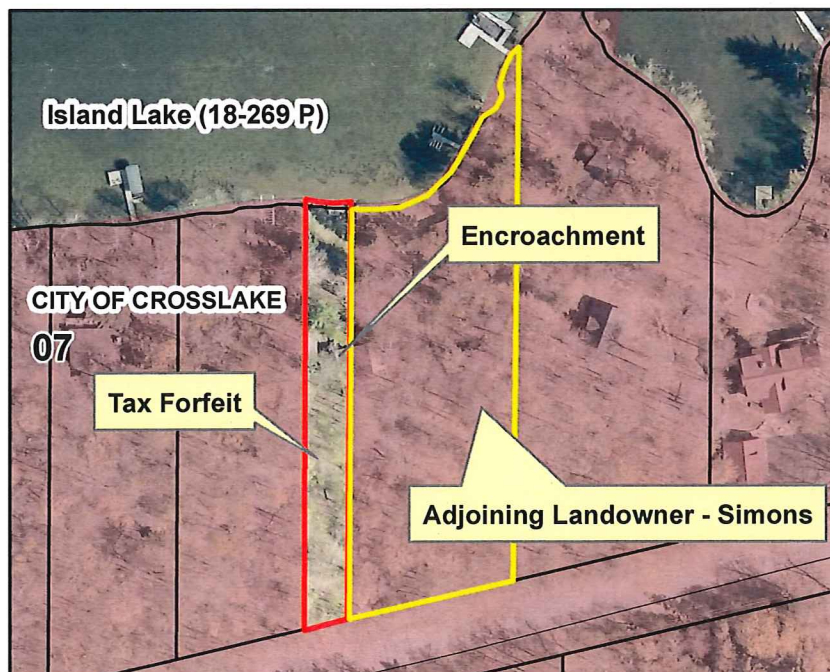 Island Lake (18-269 P)
Encroachment
CITY OF CROSSLAKE
07
Tax Forfeit
Adjoining Landowner - Simons